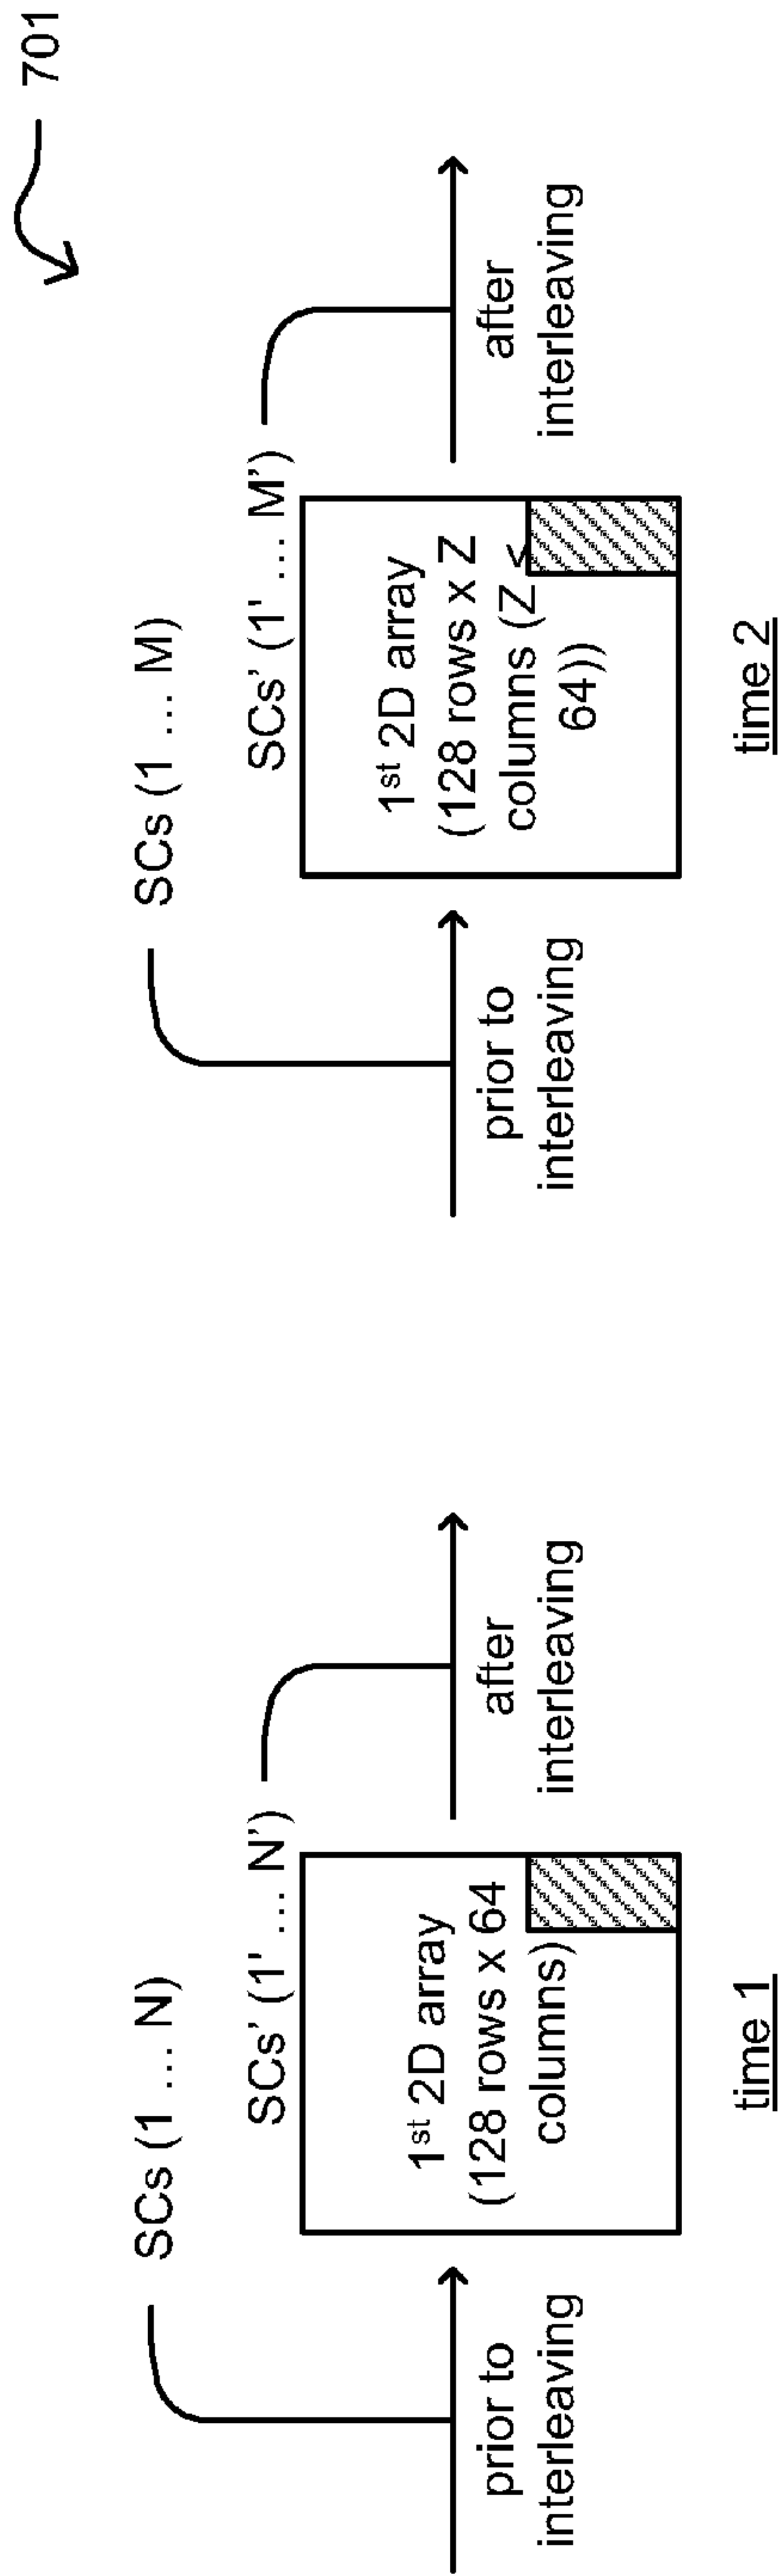 701
SCs (1 ... N)
SCs' (1' ... N')
1st 2D array
(128 rows x 64
columns)
prior to
interleaving
after
interleaving
time 1
SCs (1 ... M)
SCs' (1' ... M')
1st 2D array
(128 rows x Z
columns (Z <
64))
prior to
interleaving
after
interleaving
time 2